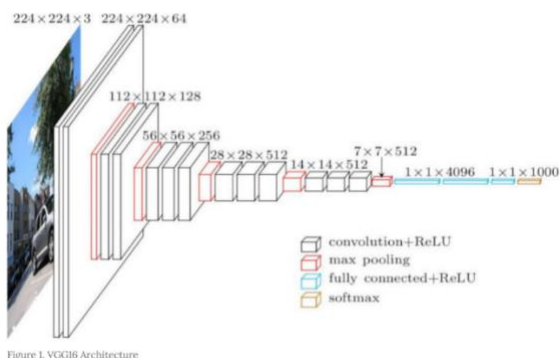 224×224×3 224×224×64
112×112×128
56×56×256
28×28×512
14×14×512
7×7×512
1×1×4096 1×1×1000
convolution+ReLU
max pooling
fully connected+ReLU
softmax
Figure 1. VGG16 Architecture